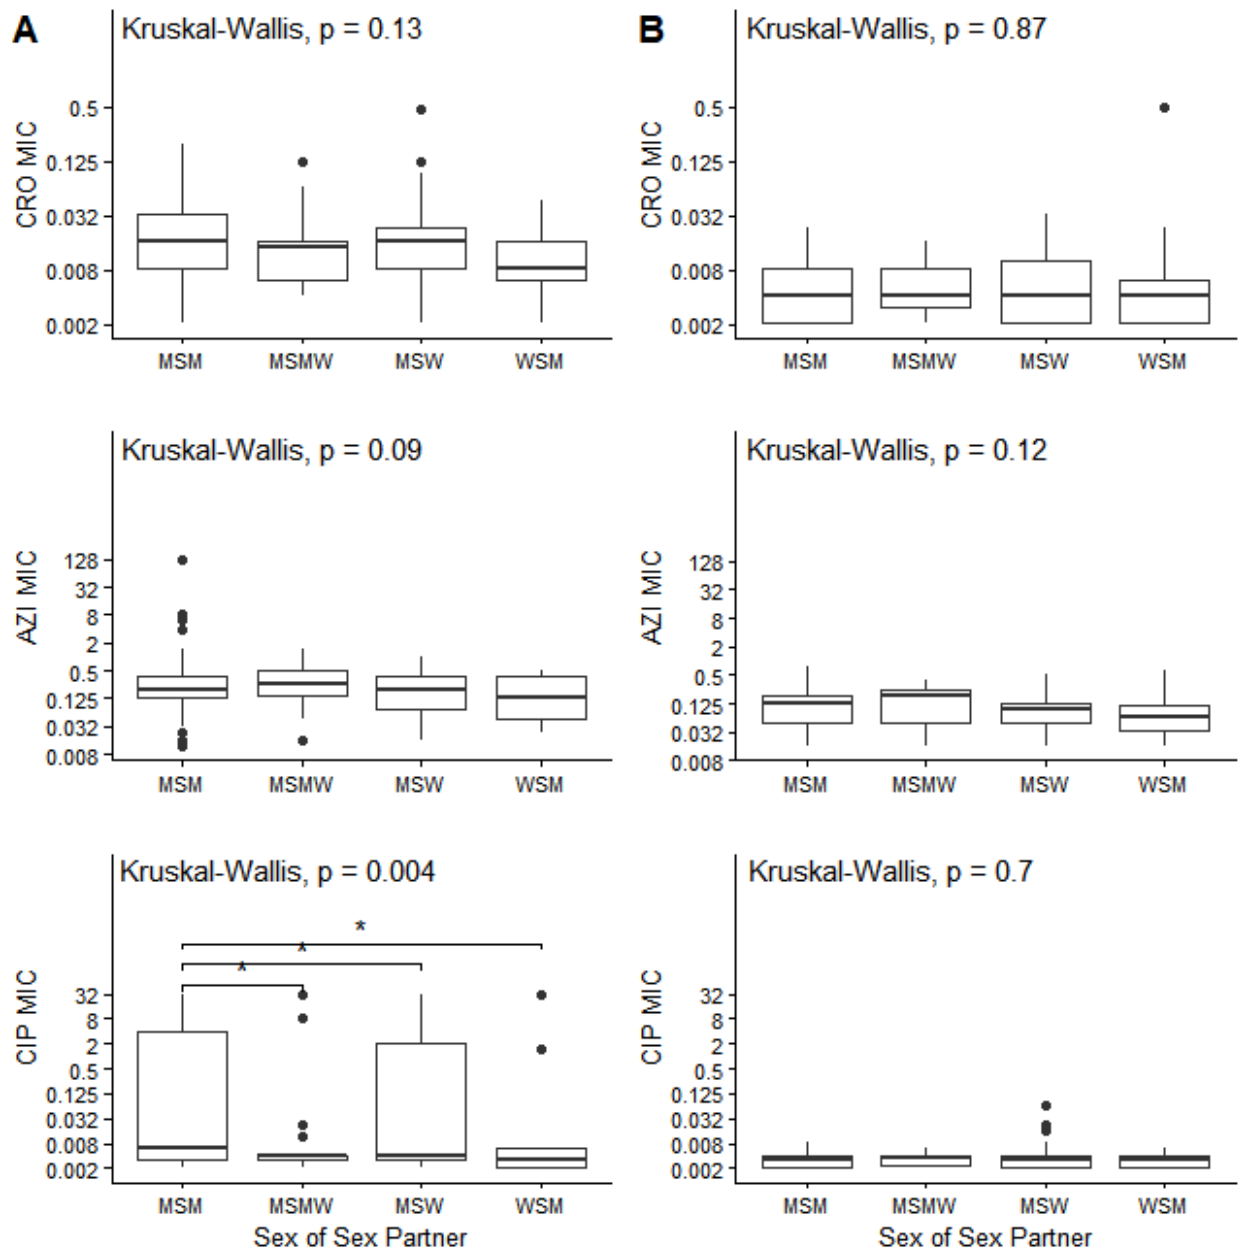 A
Kruskal-Wallis, p = 0.13
CRO MIC
0.5
0.125
0.032
0.008
0.002
MSM MSMW MSW WSM
B
Kruskal-Wallis, p = 0.87
CRO MIC
0.5
0.125
0.032
0.008
0.002
MSM MSMW MSW WSM
Kruskal-Wallis, p = 0.09
AZI MIC
128
32
8
2
0.5
0.125
0.032
0.008
MSM MSMW MSW WSM
Kruskal-Wallis, p = 0.12
AZI MIC
128
32
8
2
0.5
0.125
0.032
0.008
MSM MSMW MSW WSM
Kruskal-Wallis, p = 0.004
*
*
*
CIP MIC
32
8
2
0.5
0.125
0.032
0.008
0.002
MSM MSMW MSW WSM
Sex of Sex Partner
Kruskal-Wallis, p = 0.7
CIP MIC
32
8
2
0.5
0.125
0.032
0.008
0.002
MSM MSMW MSW WSM
Sex of Sex Partner